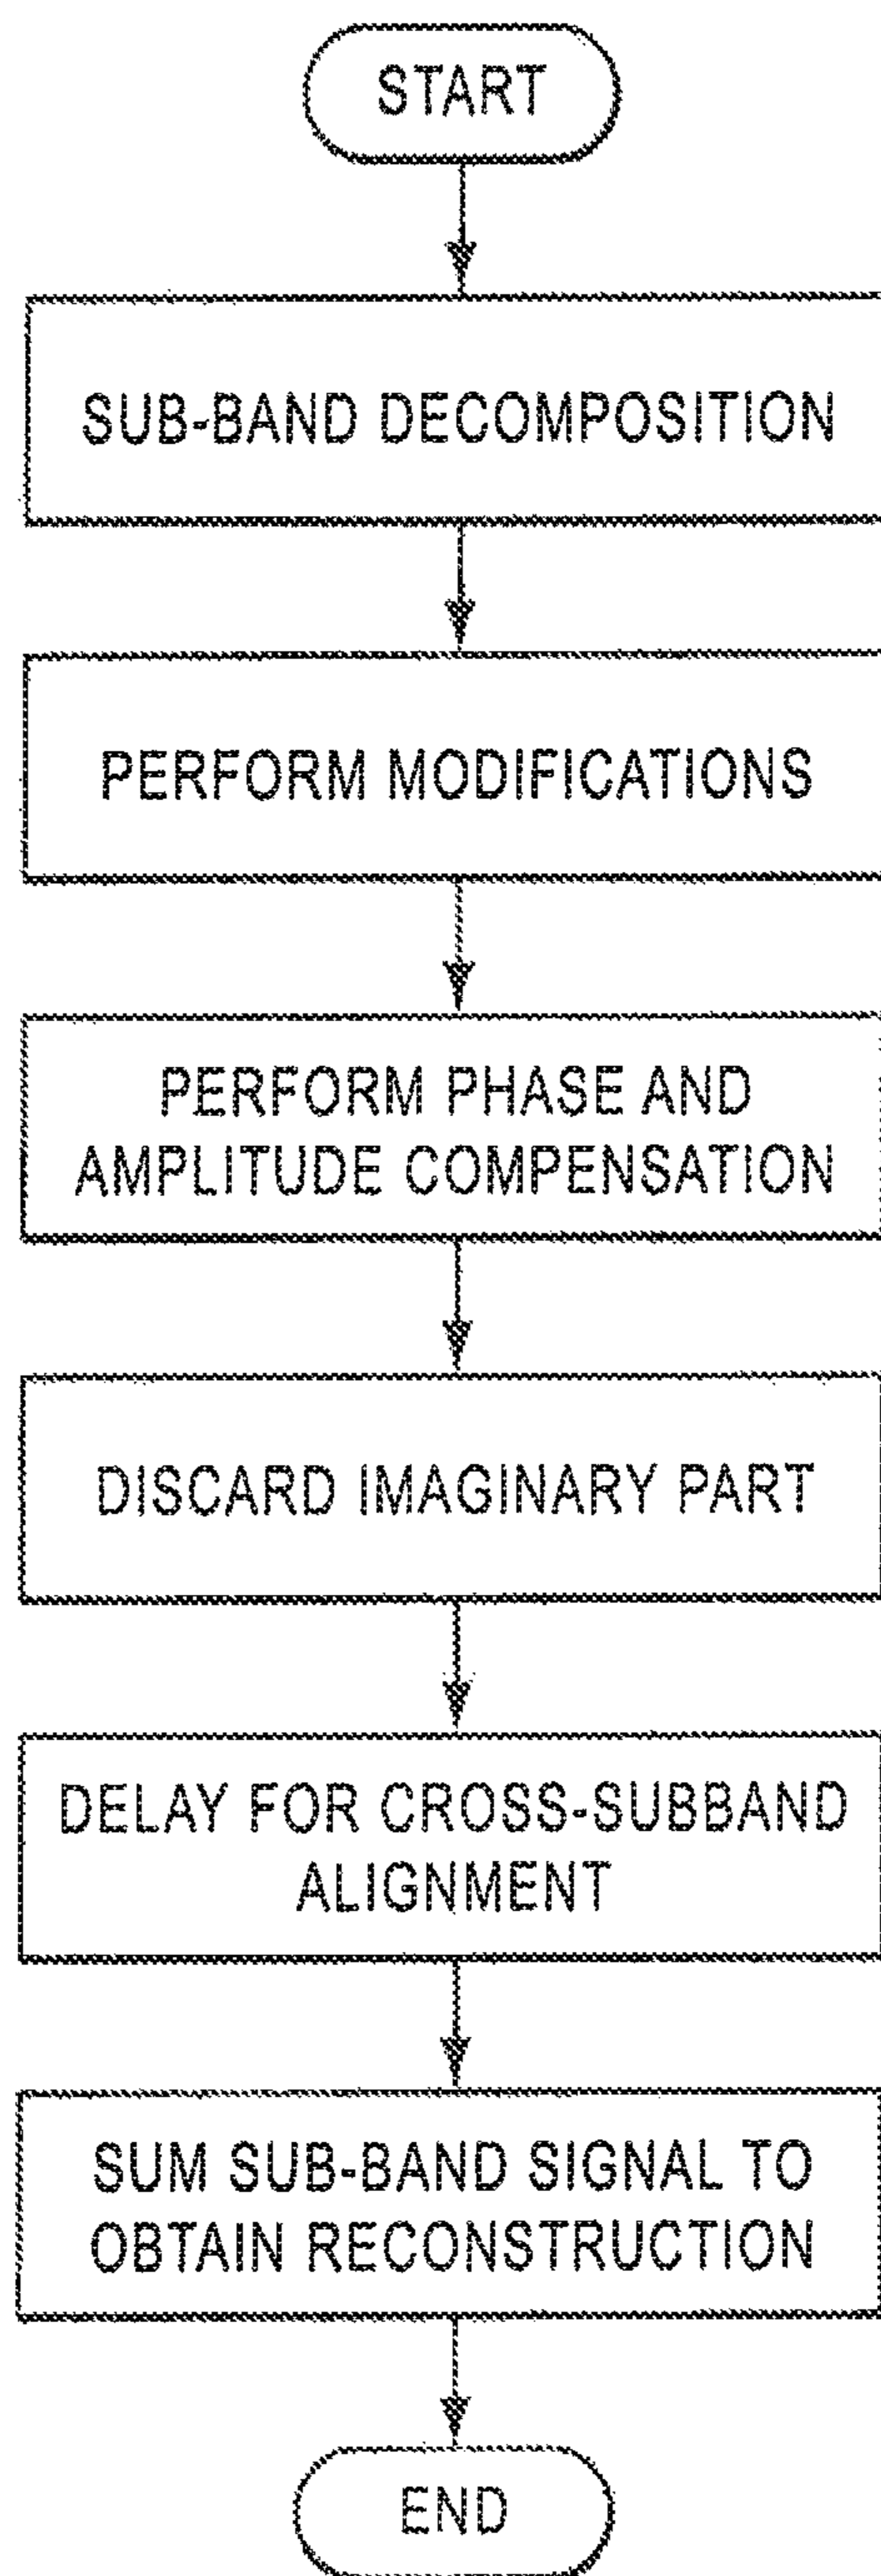 START
SUB-BAND DECOMPOSITION
PERFORM MODIFICATIONS
PERFORM PHASE AND
AMPLITUDE COMPENSATION
DISCARD IMAGINARY PART
DELAY FOR CROSS-SUBBAND
ALIGNMENT
SUM SUB-BAND SIGNAL TO
OBTAIN RECONSTRUCTION
END